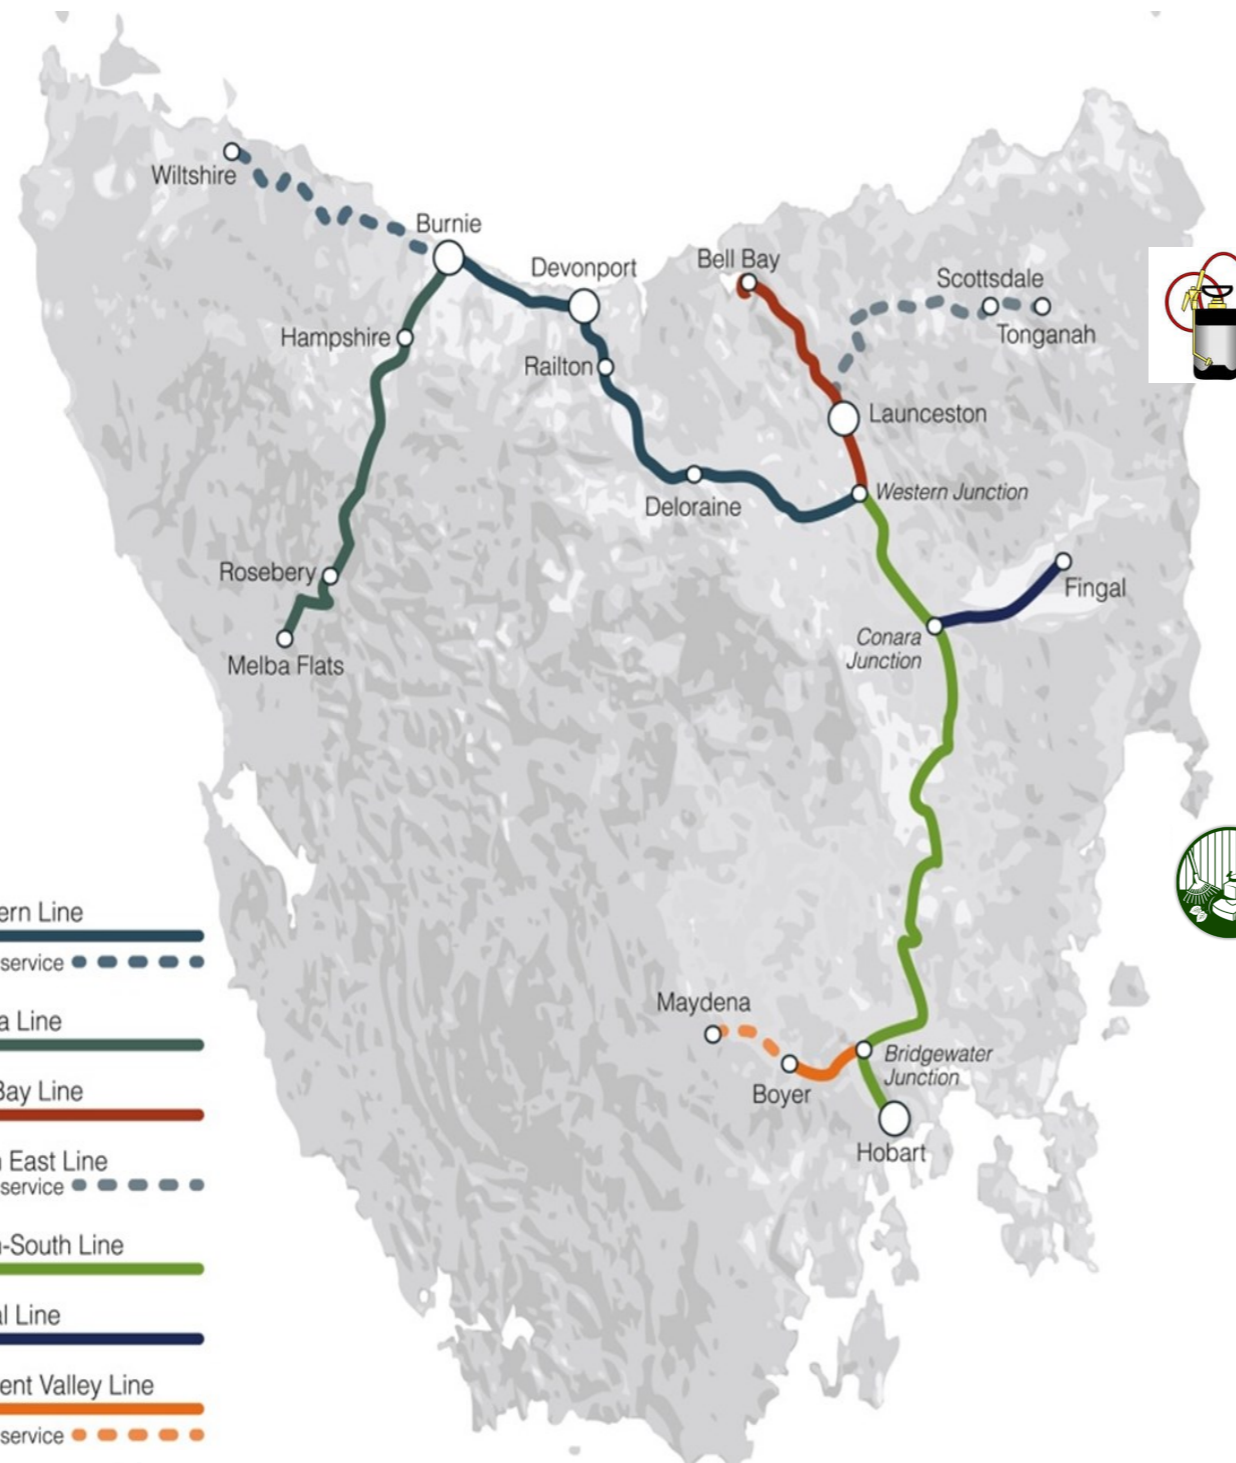 Wiltshire
Burnie
Devonport
Bell Bay
Scottsdale
Tonganah
Hampshire
Railton
Launceston
Deloraine
Western Junction
Rosebery
Fingal
Melba Flats
Conara
Junction
ern Line
service
a Line
Bay Line
East Line
service
-South Line
al Line
ent Valley Line
service
Maydena
Boyer
Bridgewater
Junction
Hobart